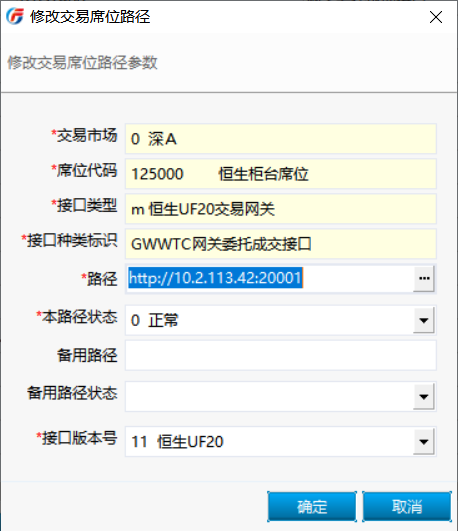 修改交易席位路径
修改交易席位路径参数
*交易市场 0 深A
*席位代码 125000 恒生柜台席位
*接口类型 m 恒生UF20交易网关
*接口种类标识 GWWTC网关委托成交接口
*路径 http://10.2.113.42:20001 ...
*本路径状态 0 正常
备用路径
备用路径状态
*接口版本号 11 恒生UF20
确定 取消